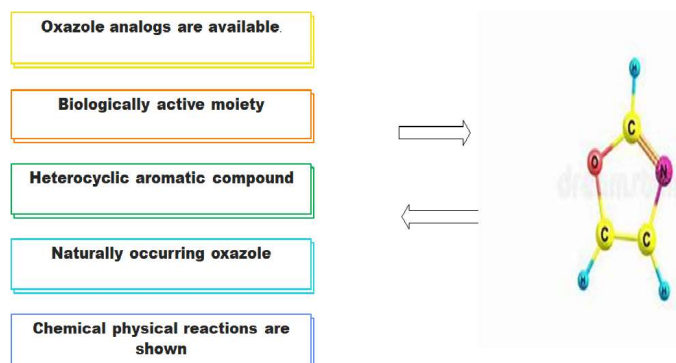 Oxazole analogs are available.
Biologically active moiety
Heterocyclic aromatic compound
Naturally occurring oxazole
Chemical physical reactions are
shown
H
C
O
N
C
C
H
H